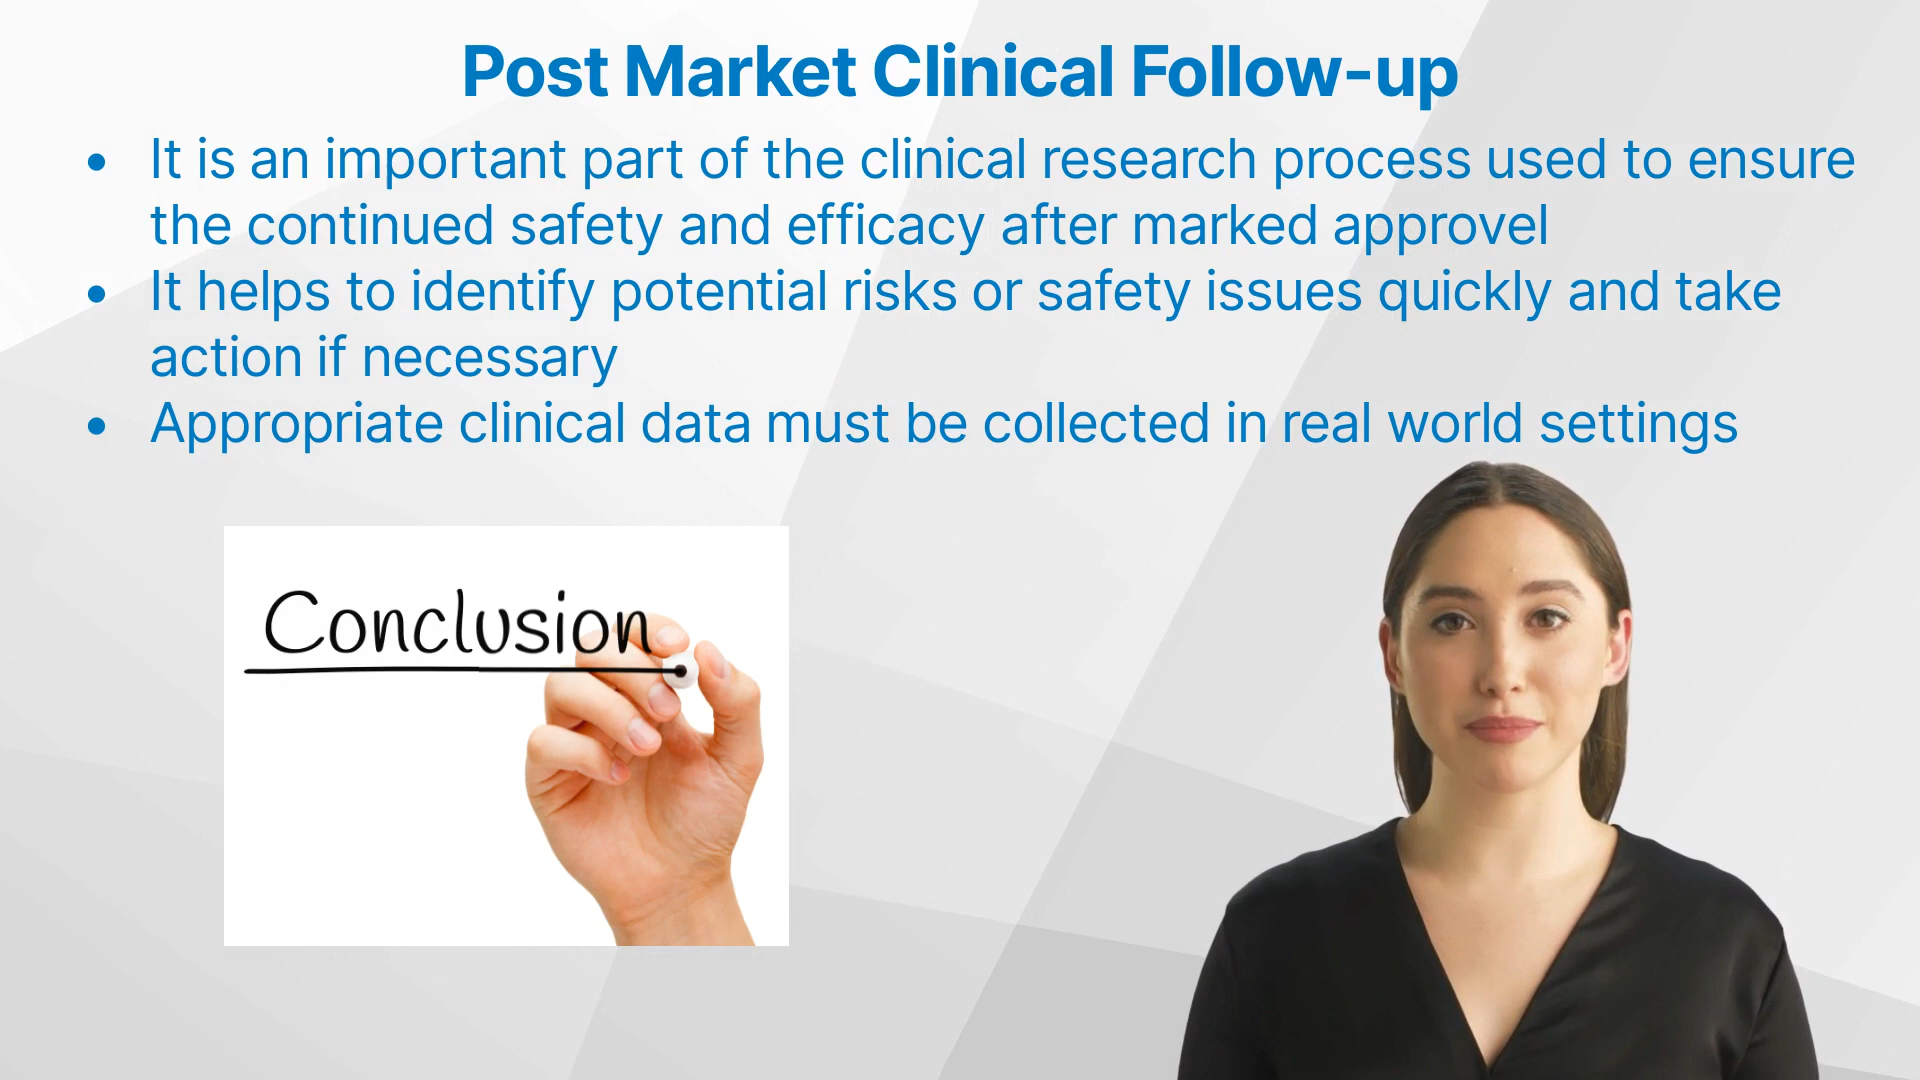 Post Market Clinical Follow-up
• It is an important part of the clinical research process used to ensure
the continued safety and efficacy after marked approvel
• It helps to identify potential risks or safety issues quickly and take
action if necessary
• Appropriate clinical data must be collected in real world settings
Conclusion